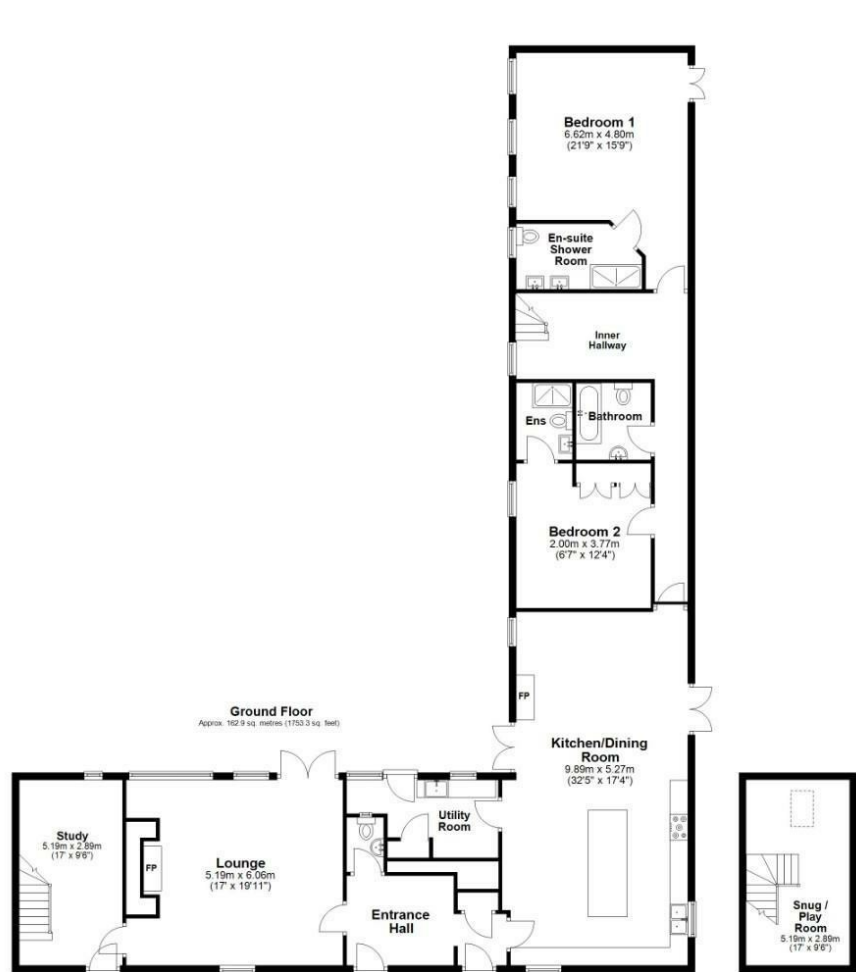 Bedroom 1
6.62m x 4.80m
(21'9" x 15'9")
En-suite
Shower
Room
Inner
Hallway
Ens
Bathroom
Bedroom 2
2.00m x 3.77m
(6'7" x 12'4")
FP
Ground Floor
Approx. 162.9 sq. metres (1753.3 sq. feet)
Kitchen/Dining
Room
9.89m x 5.27m
(32'5" x 17'4")
Study
5.19m x 2.89m
(17' x 9'6")
FP
Lounge
5.19m x 6.06m
(17' x 19'11")
Utility
Room
Entrance
Hall
Snug /
Play
Room
5.19m x 2.89m
(17' x 9'6")